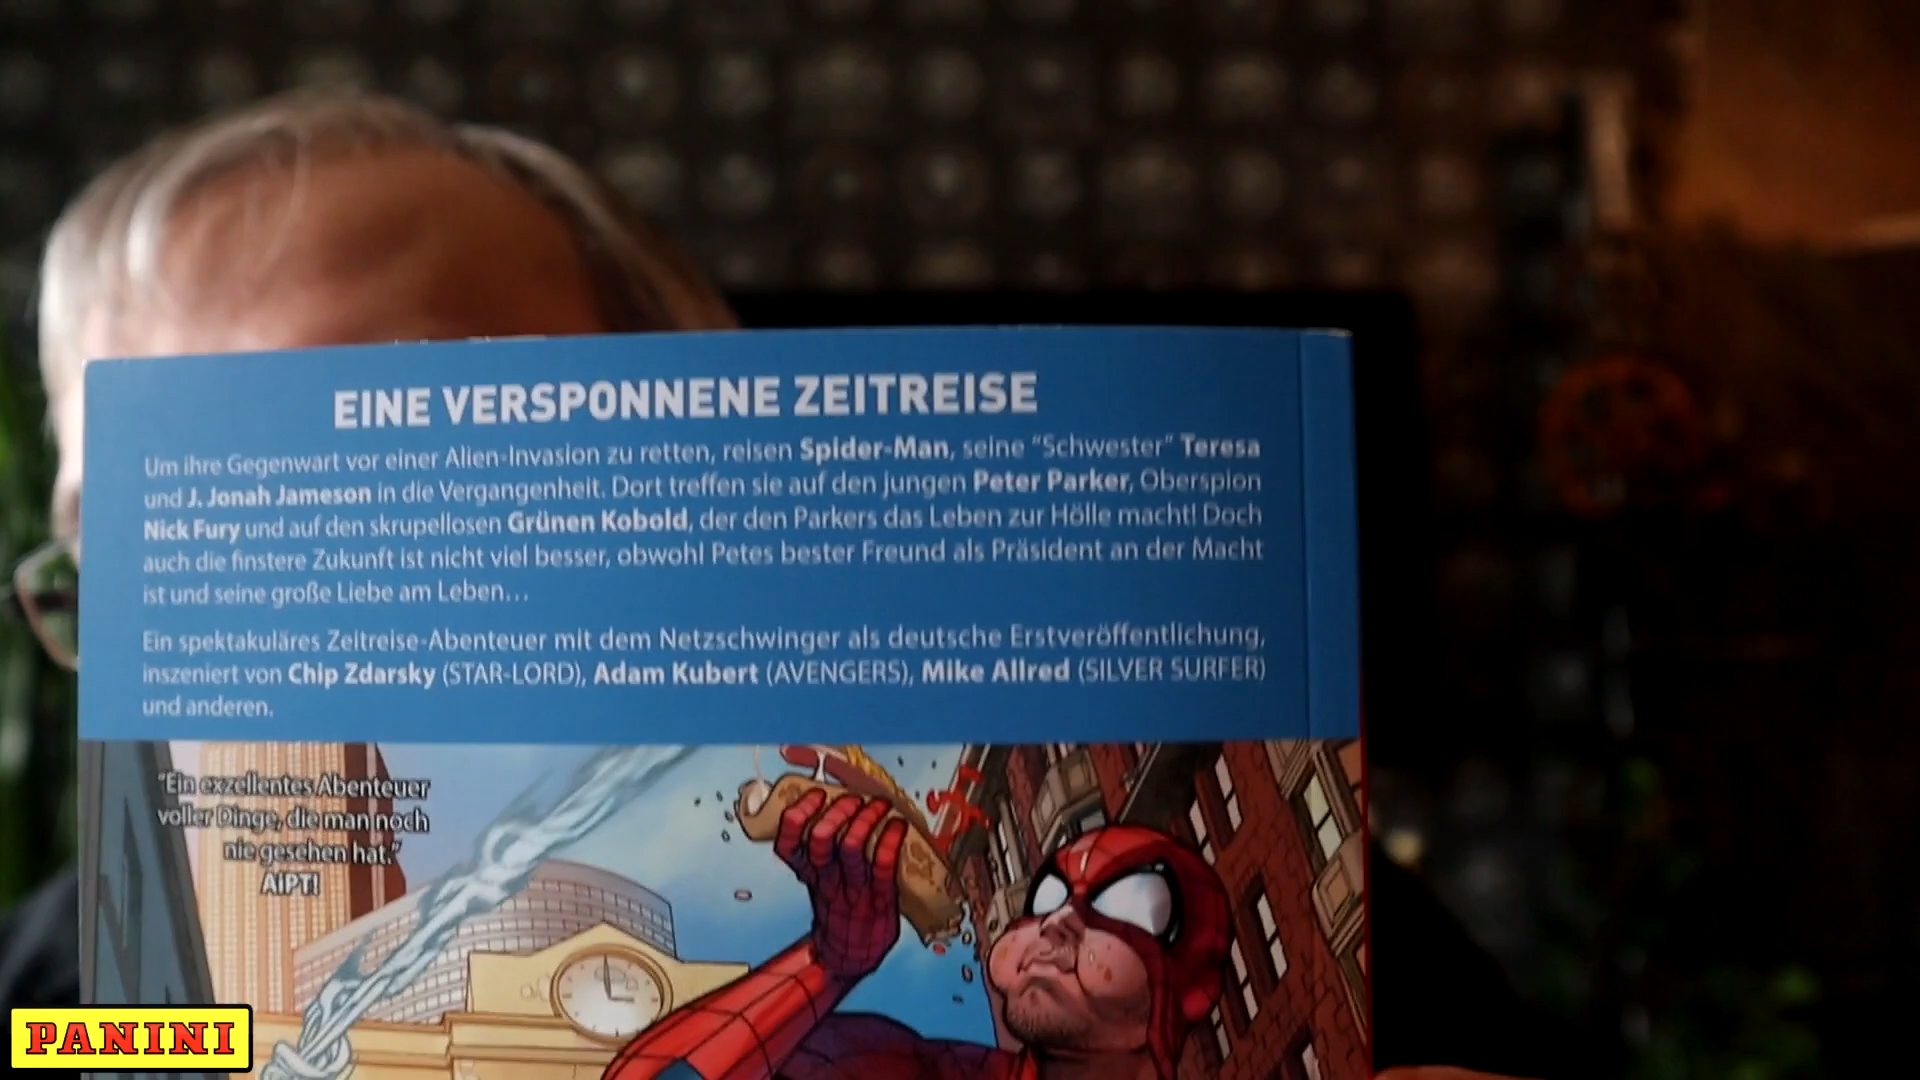 EINE VERSPONNENE ZEITREISE
Um ihre Gegenwart vor einer Alien-Invasion zu retten, reisen Spider-Man, seine "Schwester" Teresa
und J. Jonah Jameson in die Vergangenheit. Dort treffen sie auf den jungen Peter Parker, Oberspion
Nick Fury und auf den skrupellosen Grünen Kobold, der den Parkers das Leben zur Hölle macht! Doch
auch die finstere Zukunft ist nicht viel besser, obwohl Petes bester Freund als Präsident an der Macht
ist und seine große Liebe am Leben...
Ein spektakuläres Zeitreise-Abenteuer mit dem Netzschwinger als deutsche Erstveröffentlichung,
inszeniert von Chip Zdarsky (STAR-LORD), Adam Kubert (AVENGERS), Mike Allred (SILVER SURFER)
und anderen.
"Ein exzellentes Abenteuer
voller Dinge, die man noch
nie gesehen hat."
AIPT!
PANINI